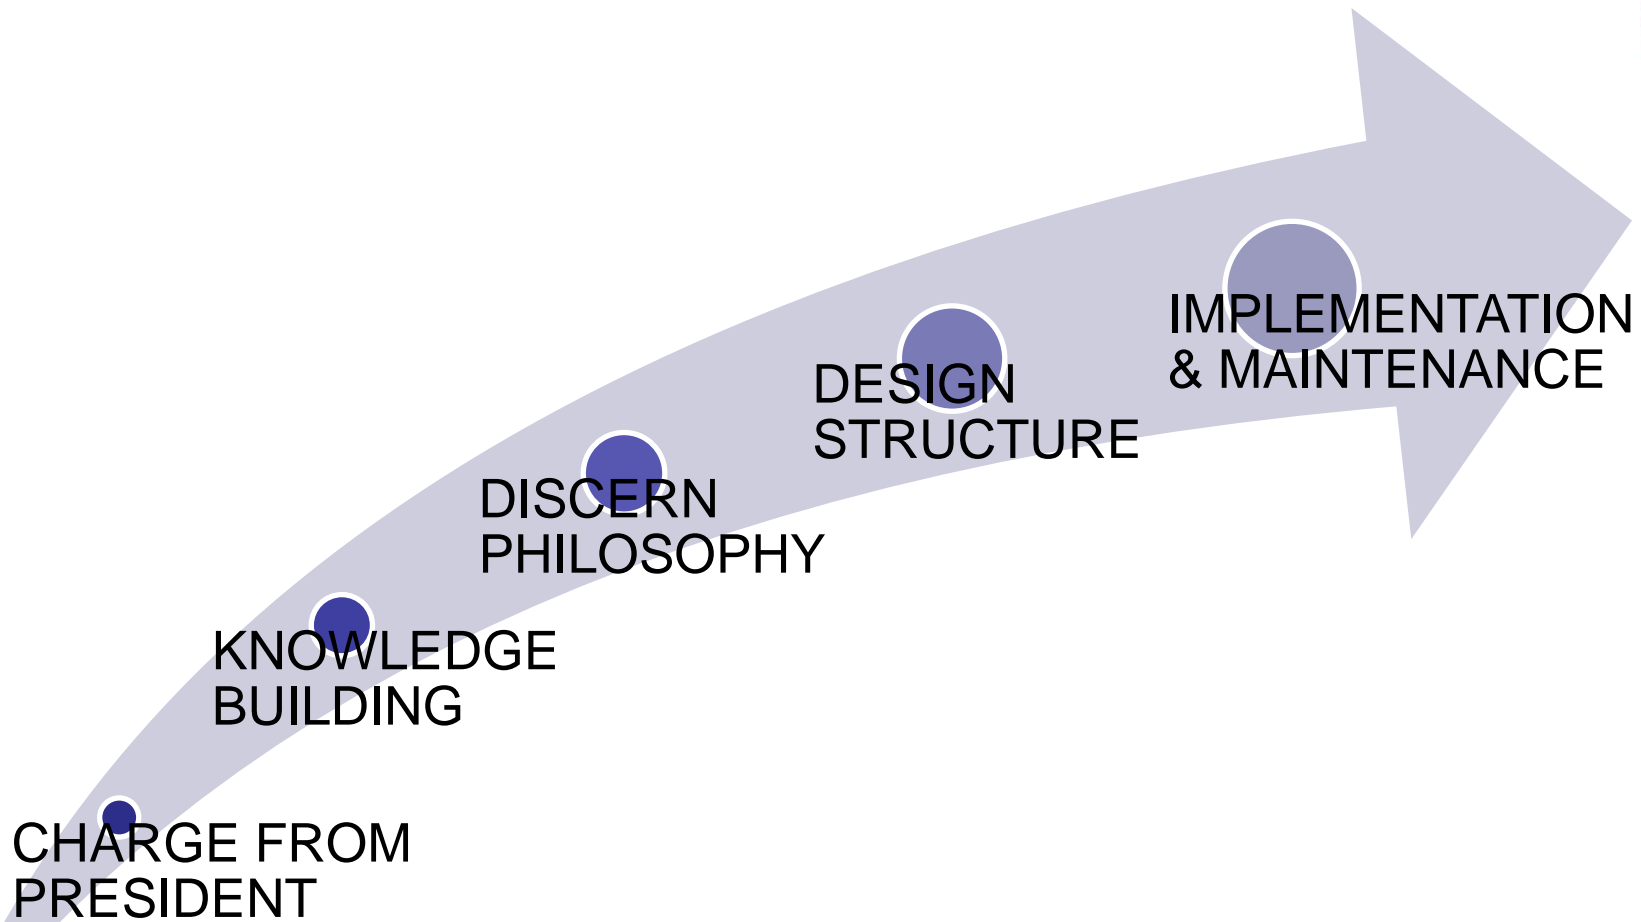 CHARGE FROM
PRESIDENT
KNOWLEDGE
BUILDING
DISCERN
PHILOSOPHY
DESIGN
STRUCTURE
IMPLEMENTATION
& MAINTENANCE